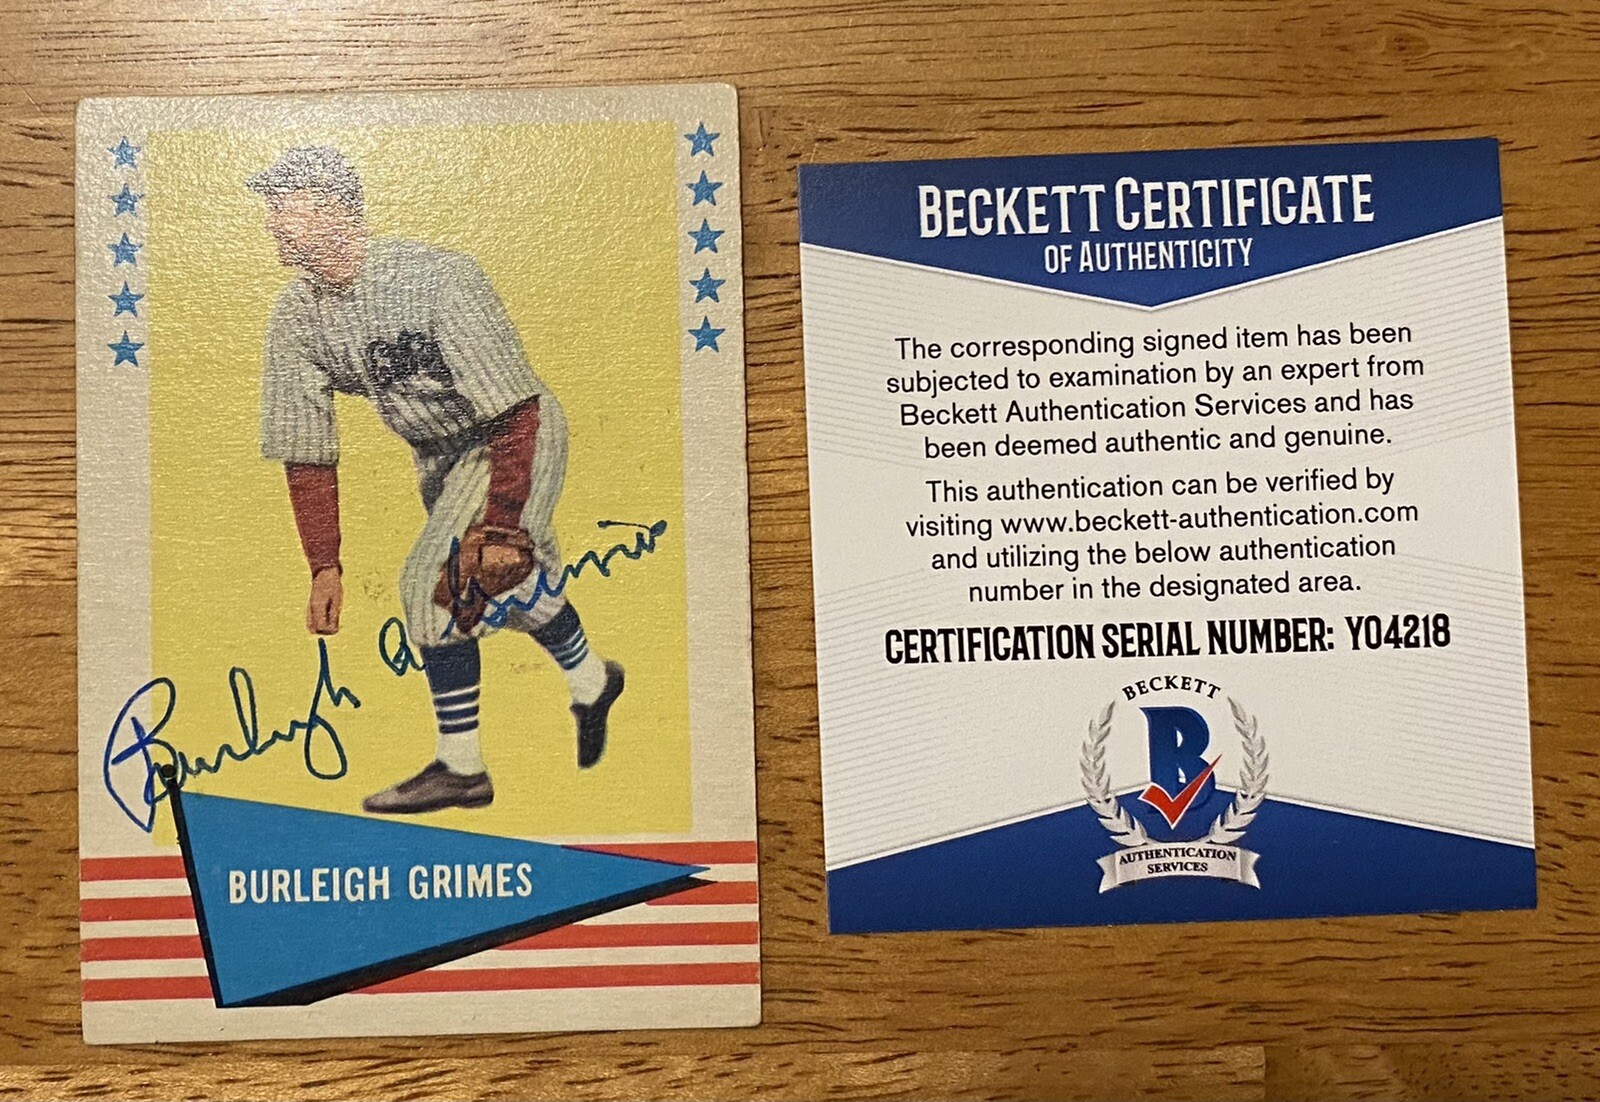 Burleigh A Grimes
BURLEIGH GRIMES
BECKETT CERTIFICATE
OF AUTHENTICITY
The corresponding signed item has been
subjected to examination by an expert from
Beckett Authentication Services and has
been deemed authentic and genuine.
This authentication can be verified by
visiting www.beckett-authentication.com
and utilizing the below authentication
number in the designated area.
CERTIFICATION SERIAL NUMBER: Y04218
BECKETT
B
AUTHENTICATION
SERVICES